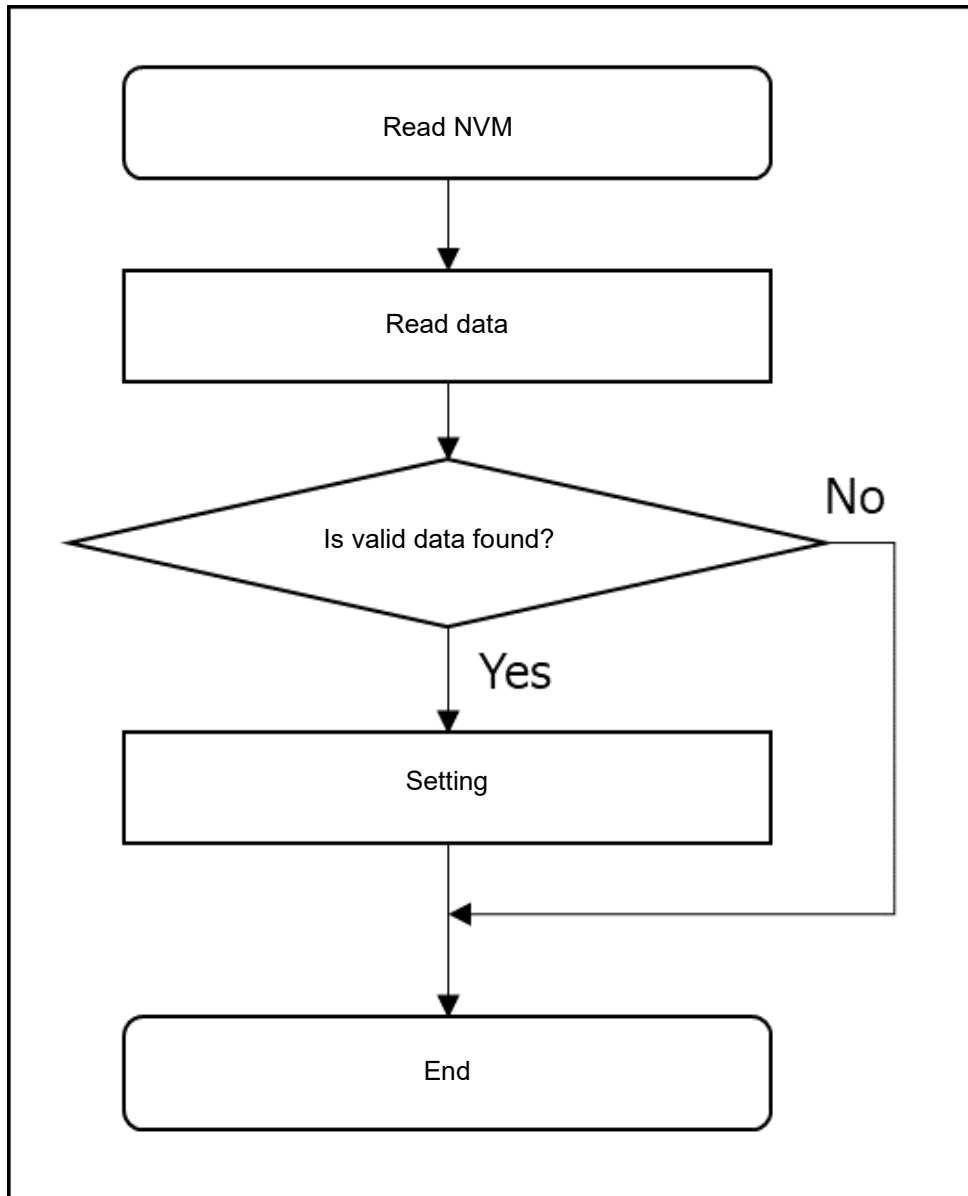 Read NVM
Read data
Is valid data found?
No
Yes
Setting
End